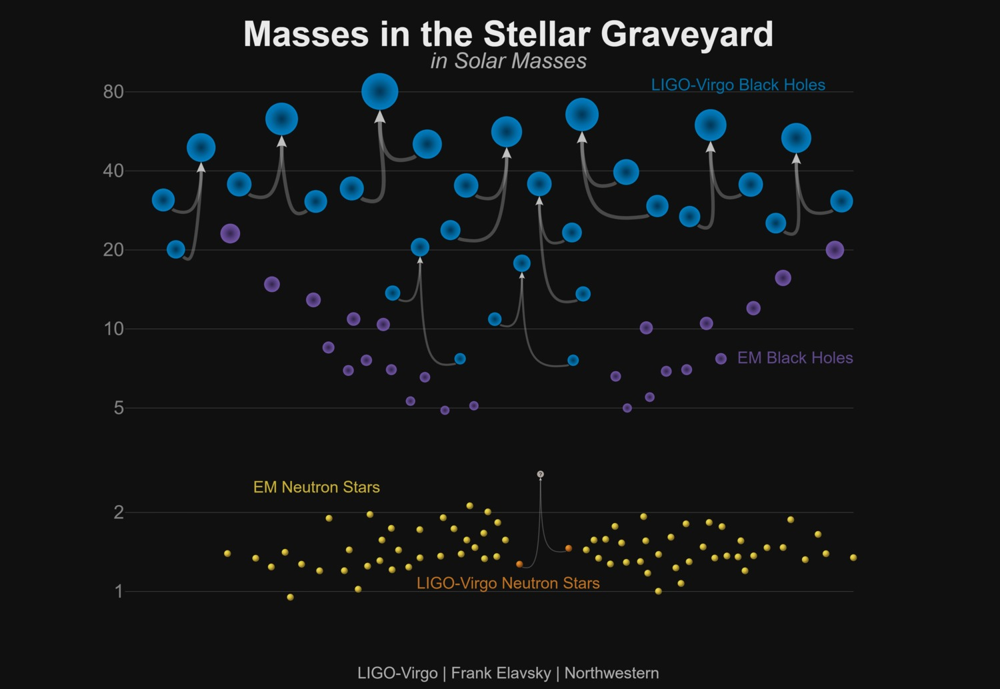 Masses in the Stellar Graveyard
in Solar Masses
LIGO-Virgo Black Holes
80
40
20
10
EM Black Holes
5
?
EM Neutron Stars
2
LIGO-Virgo Neutron Stars
1
LIGO-Virgo | Frank Elavsky | Northwestern